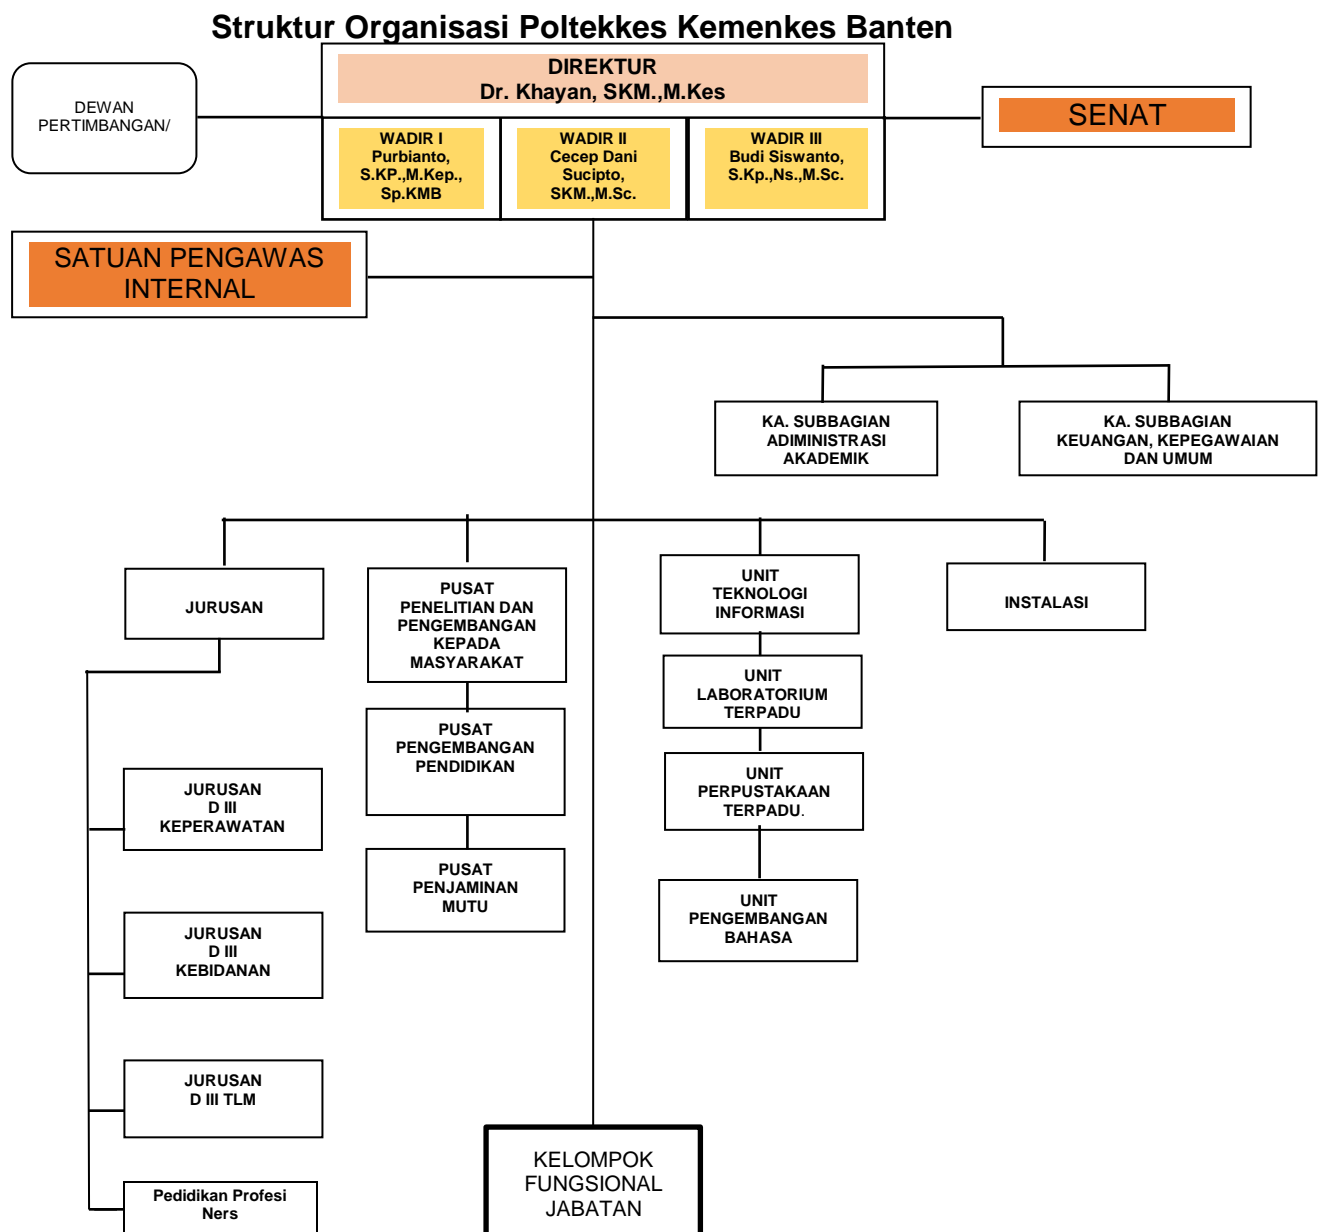 Struktur Organisasi Poltekkes Kemenkes Banten
DIREKTUR
Dr. Khayan, SKM.,M.Kes
DEWAN
PERTIMBANGAN/
SENAT
WADIR I
Purbianto,
S.KP.,M.Kep.,
Sp.KMB
WADIR II
Cecep Dani
Sucipto,
SKM.,M.Sc.
WADIR III
Budi Siswanto,
S.Kp.,Ns.,M.Sc.
SATUAN PENGAWAS
INTERNAL
KA. SUBBAGIAN
ADIMINISTRASI
AKADEMIK
KA. SUBBAGIAN
KEUANGAN, KEPEGAWAIAN
DAN UMUM
JURUSAN
PUSAT
PENELITIAN DAN
PENGEMBANGAN
KEPADA
MASYARAKAT
UNIT
TEKNOLOGI
INFORMASI
INSTALASI
UNIT
LABORATORIUM
TERPADU
PUSAT
PENGEMBANGAN
PENDIDIKAN
UNIT
PERPUSTAKAAN
TERPADU.
JURUSAN
D III
KEPERAWATAN
PUSAT
PENJAMINAN
MUTU
UNIT
PENGEMBANGAN
BAHASA
JURUSAN
D III
KEBIDANAN
JURUSAN
D III TLM
Pedidikan Profesi
Ners
KELOMPOK
FUNGSIONAL
JABATAN